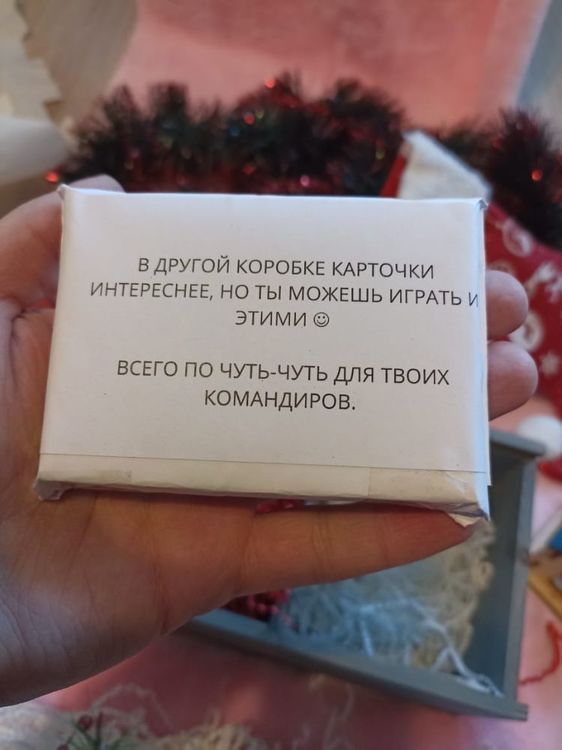 В ДРУГОЙ КОРОБКЕ КАРТОЧКИ
ИНТЕРЕСНЕЕ, НО ТЫ МОЖЕШЬ ИГРАТЬ И
ЭТИМИ ☺
ВСЕГО ПО ЧУТЬ-ЧУТЬ ДЛЯ ТВОИХ
КОМАНДИРОВ.